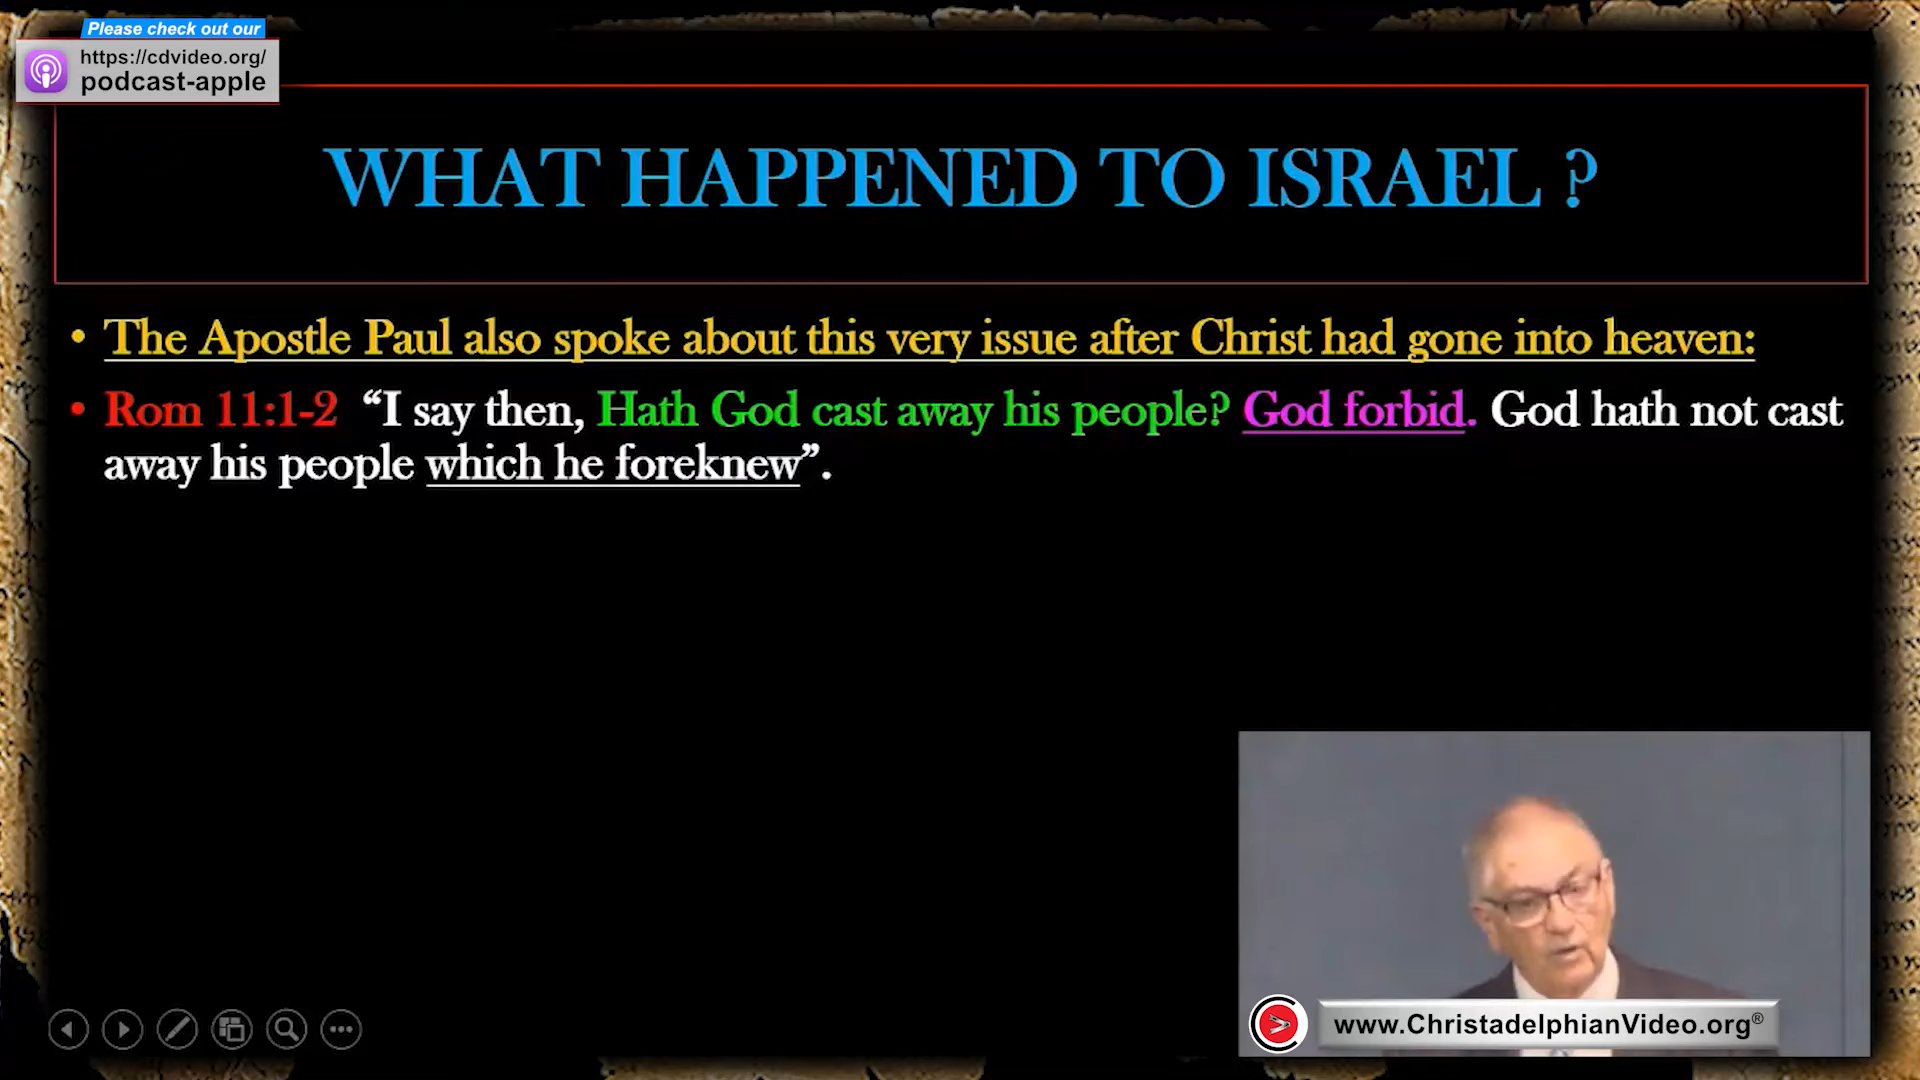 Please check out our
https://cdvideo.org/
podcast-apple
WHAT HAPPENED TO ISRAEL ?
• The Apostle Paul also spoke about this very issue after Christ had gone into heaven:
• Rom 11:1-2 “I say then, Hath God cast away his people? God forbid. God hath not cast
away his people which he foreknew”.
www.ChristadelphianVideo.org®